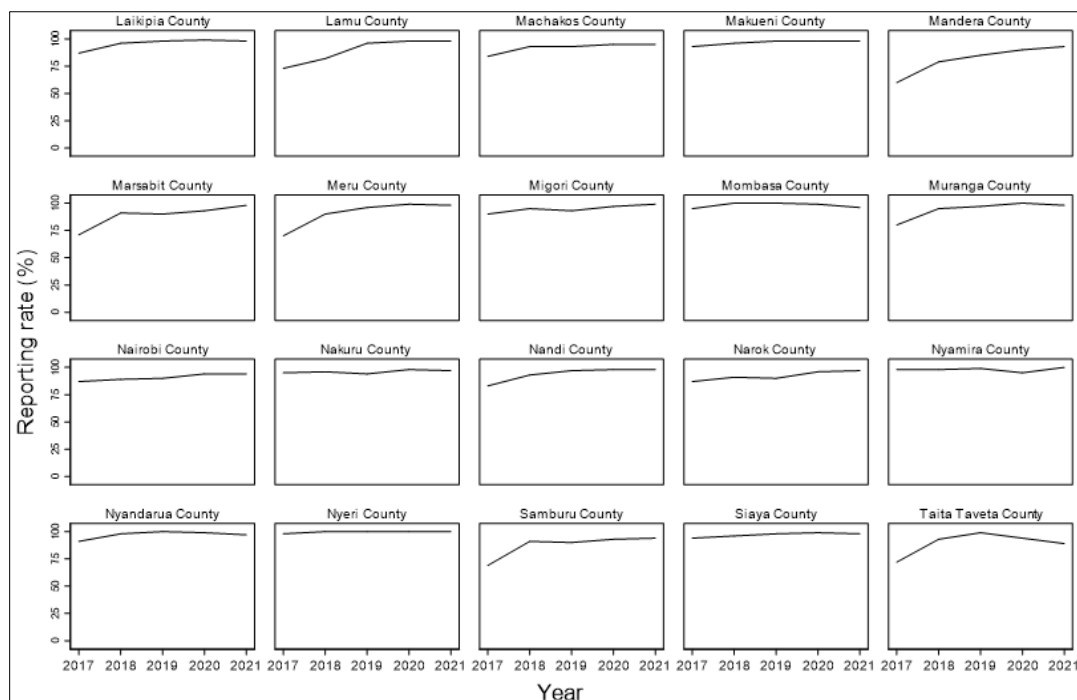 Laikipia County Lamu County Machakos County Makueni County Mandera County
100
75
50
25
0
Marsabit County Meru County Migori County Mombasa County Muranga County
100
75
50
25
0
Reporting rate (%)
Nairobi County Nakuru County Nandi County Narok County Nyamira County
100
75
50
25
0
Nyandarua County Nyeri County Samburu County Siaya County Taita Taveta County
100
75
50
25
0
2017 2018 2019 2020 2021 2017 2018 2019 2020 2021 2017 2018 2019 2020 2021 2017 2018 2019 2020 2021 2017 2018 2019 2020 2021
Year